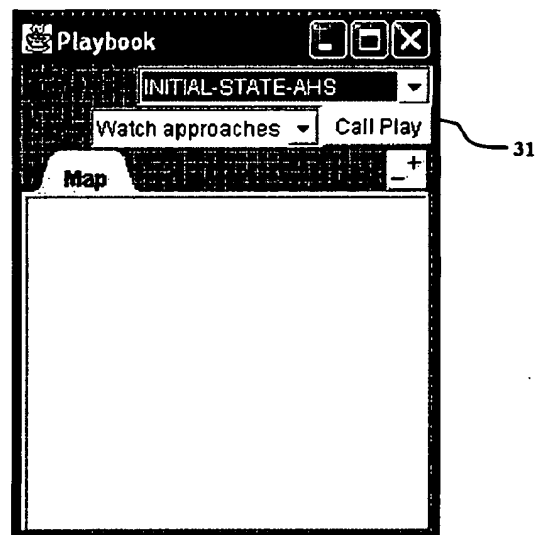 Playbook
INITIAL-STATE-AHS
Watch approaches Call Play
31
Map